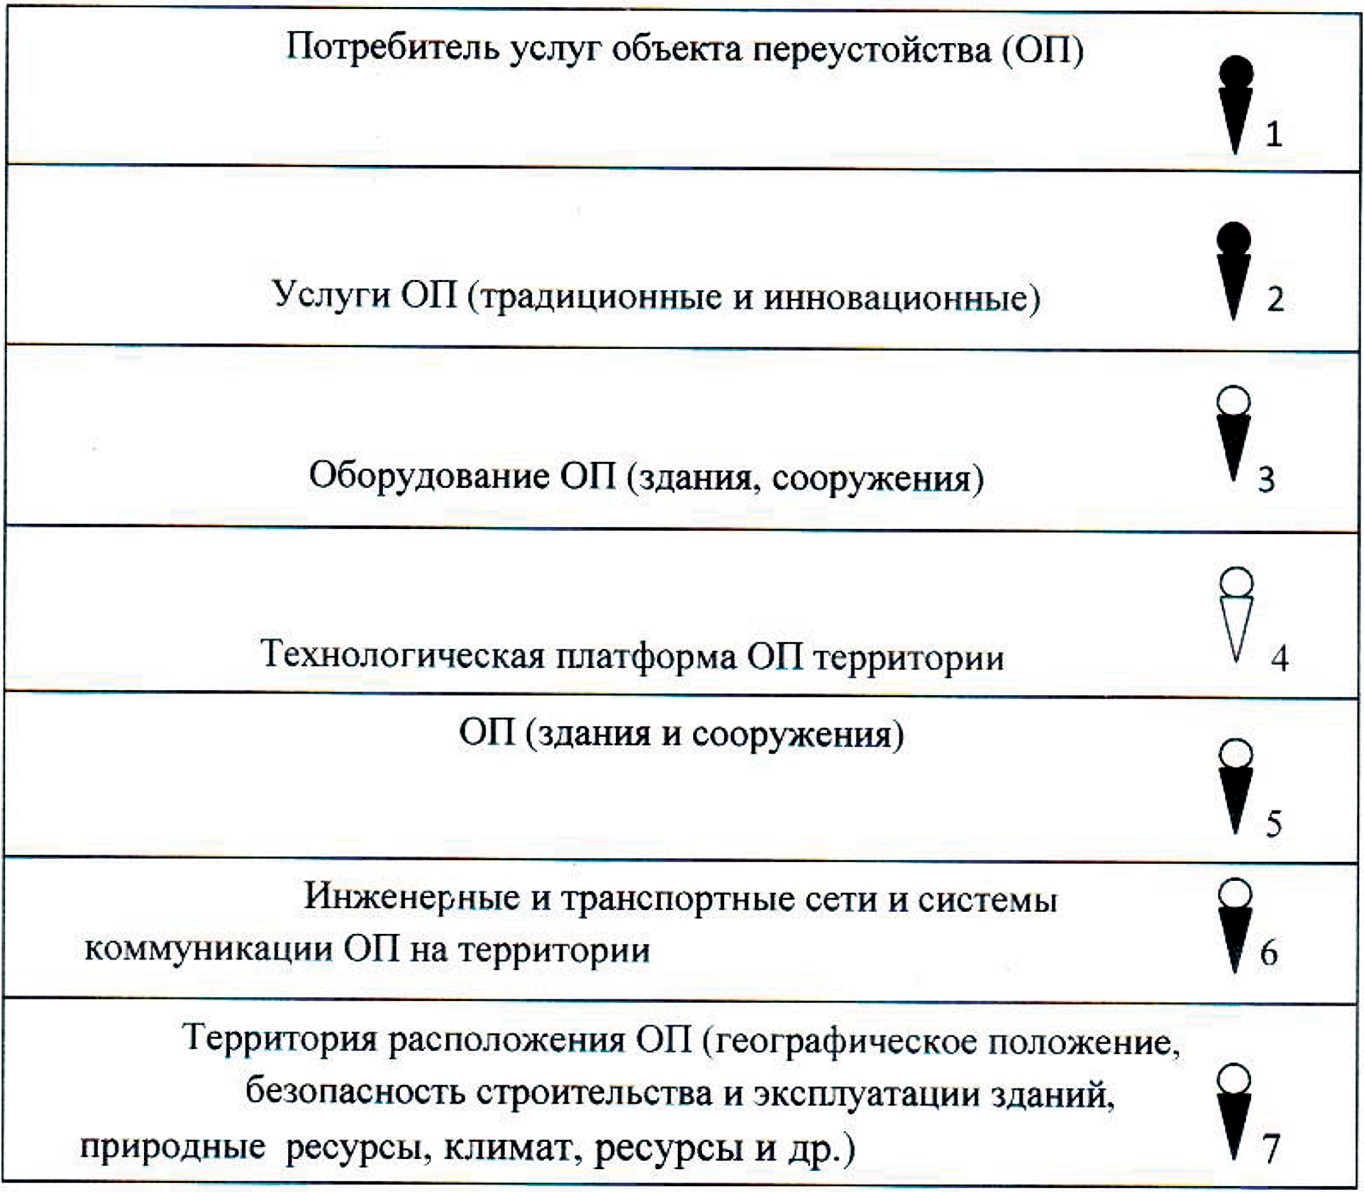 Потребитель услуг объекта переустойства (ОП)
1
Услуги ОП (традиционные и инновационные)
2
Оборудование ОП (здания, сооружения)
3
Технологическая платформа ОП территории
4
ОП (здания и сооружения)
5
Инженерные и транспортные сети и системы
коммуникации ОП на территории
6
Территория расположения ОП (географическое положение,
безопасность строительства и эксплуатации зданий,
природные ресурсы, климат, ресурсы и др.)
7